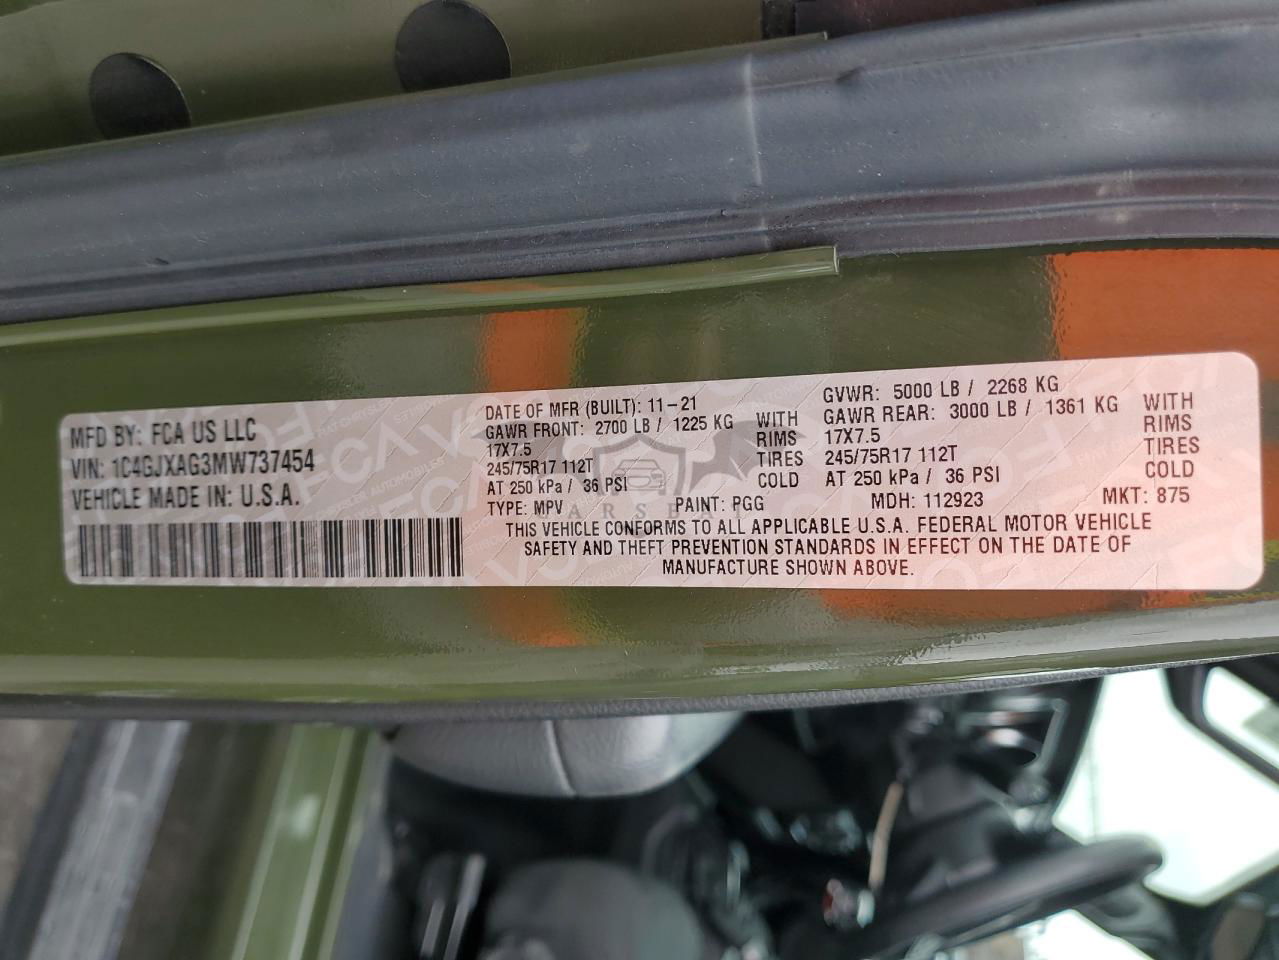 MFD BY: FCA US LLC
VIN: 1C4GJXAG3MW737454
VEHICLE MADE IN: U.S.A.
DATE OF MFR (BUILT): 11-21
GAWR FRONT: 2700 LB / 1225 KG WITH
17X7.5 RIMS
245/75R17 112T TIRES
AT 250 kPa / 36 PSI COLD
GVWR: 5000 LB / 2268 KG
GAWR REAR: 3000 LB / 1361 KG WITH
17X7.5 RIMS
245/75R17 112T TIRES
AT 250 kPa / 36 PSI COLD
TYPE: MPV PAINT: PGG MDH: 112923 MKT: 875
THIS VEHICLE CONFORMS TO ALL APPLICABLE U.S.A. FEDERAL MOTOR VEHICLE
SAFETY AND THEFT PREVENTION STANDARDS IN EFFECT ON THE DATE OF
MANUFACTURE SHOWN ABOVE.